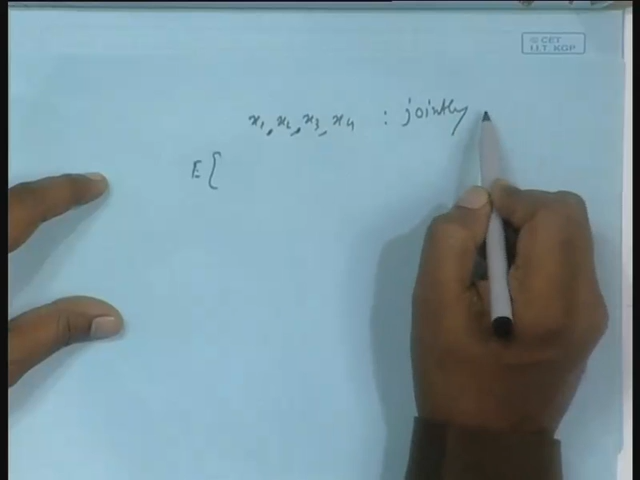 © CET
I.I.T. KGP
x₁, x₂, x₃, x₄ : jointly
E{